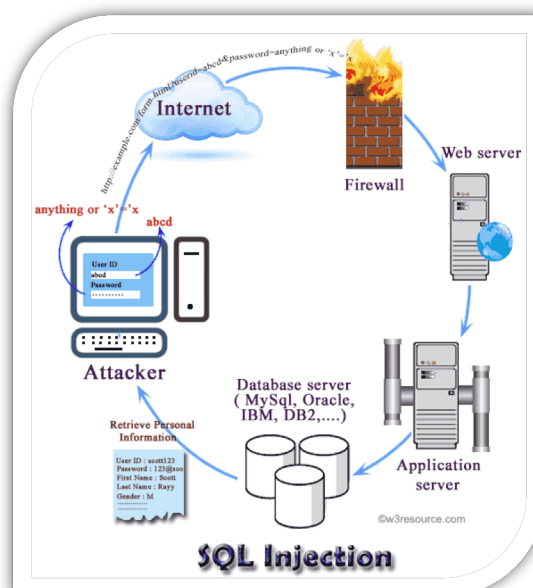 http://example.com/form.html/userid=abcd&password=anything or ‘x’=’x
Internet
Firewall
Web server
anything or ‘x’=’x
abcd
User ID
abcd
Password
----------
Attacker
Database server
( MySql, Oracle,
IBM, DB2,....)
Application
server
Retrieve Personal
Information
User ID : scott123
Password : 123@sco
First Name : Scott
Last Name : Rayy
Gender : M
---------------
---------------
©w3resource.com
SQL Injection